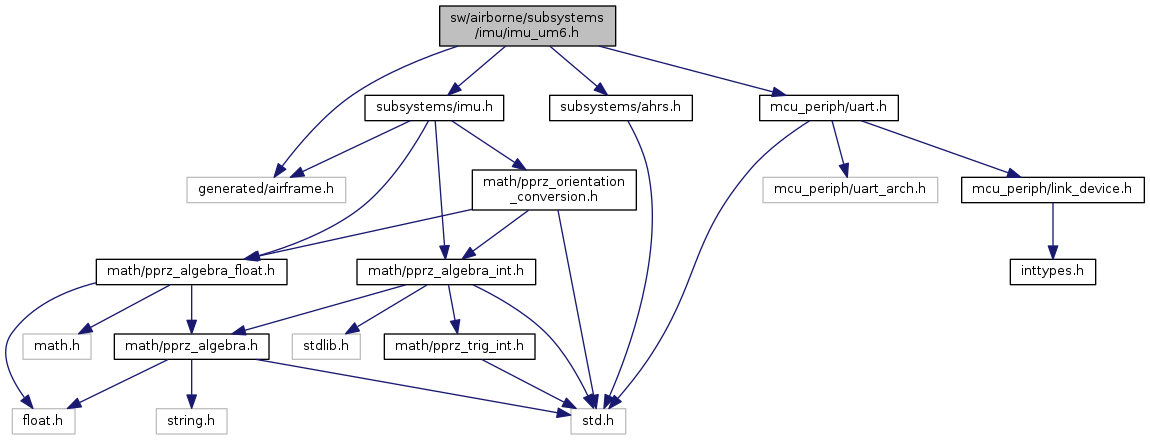 sw/airborne/subsystems
/imu/imu_um6.h
subsystems/imu.h
subsystems/ahrs.h
mcu_periph/uart.h
generated/airframe.h
math/pprz_orientation
_conversion.h
mcu_periph/uart_arch.h
mcu_periph/link_device.h
math/pprz_algebra_float.h
math/pprz_algebra_int.h
inttypes.h
math.h
math/pprz_algebra.h
stdlib.h
math/pprz_trig_int.h
float.h
string.h
std.h